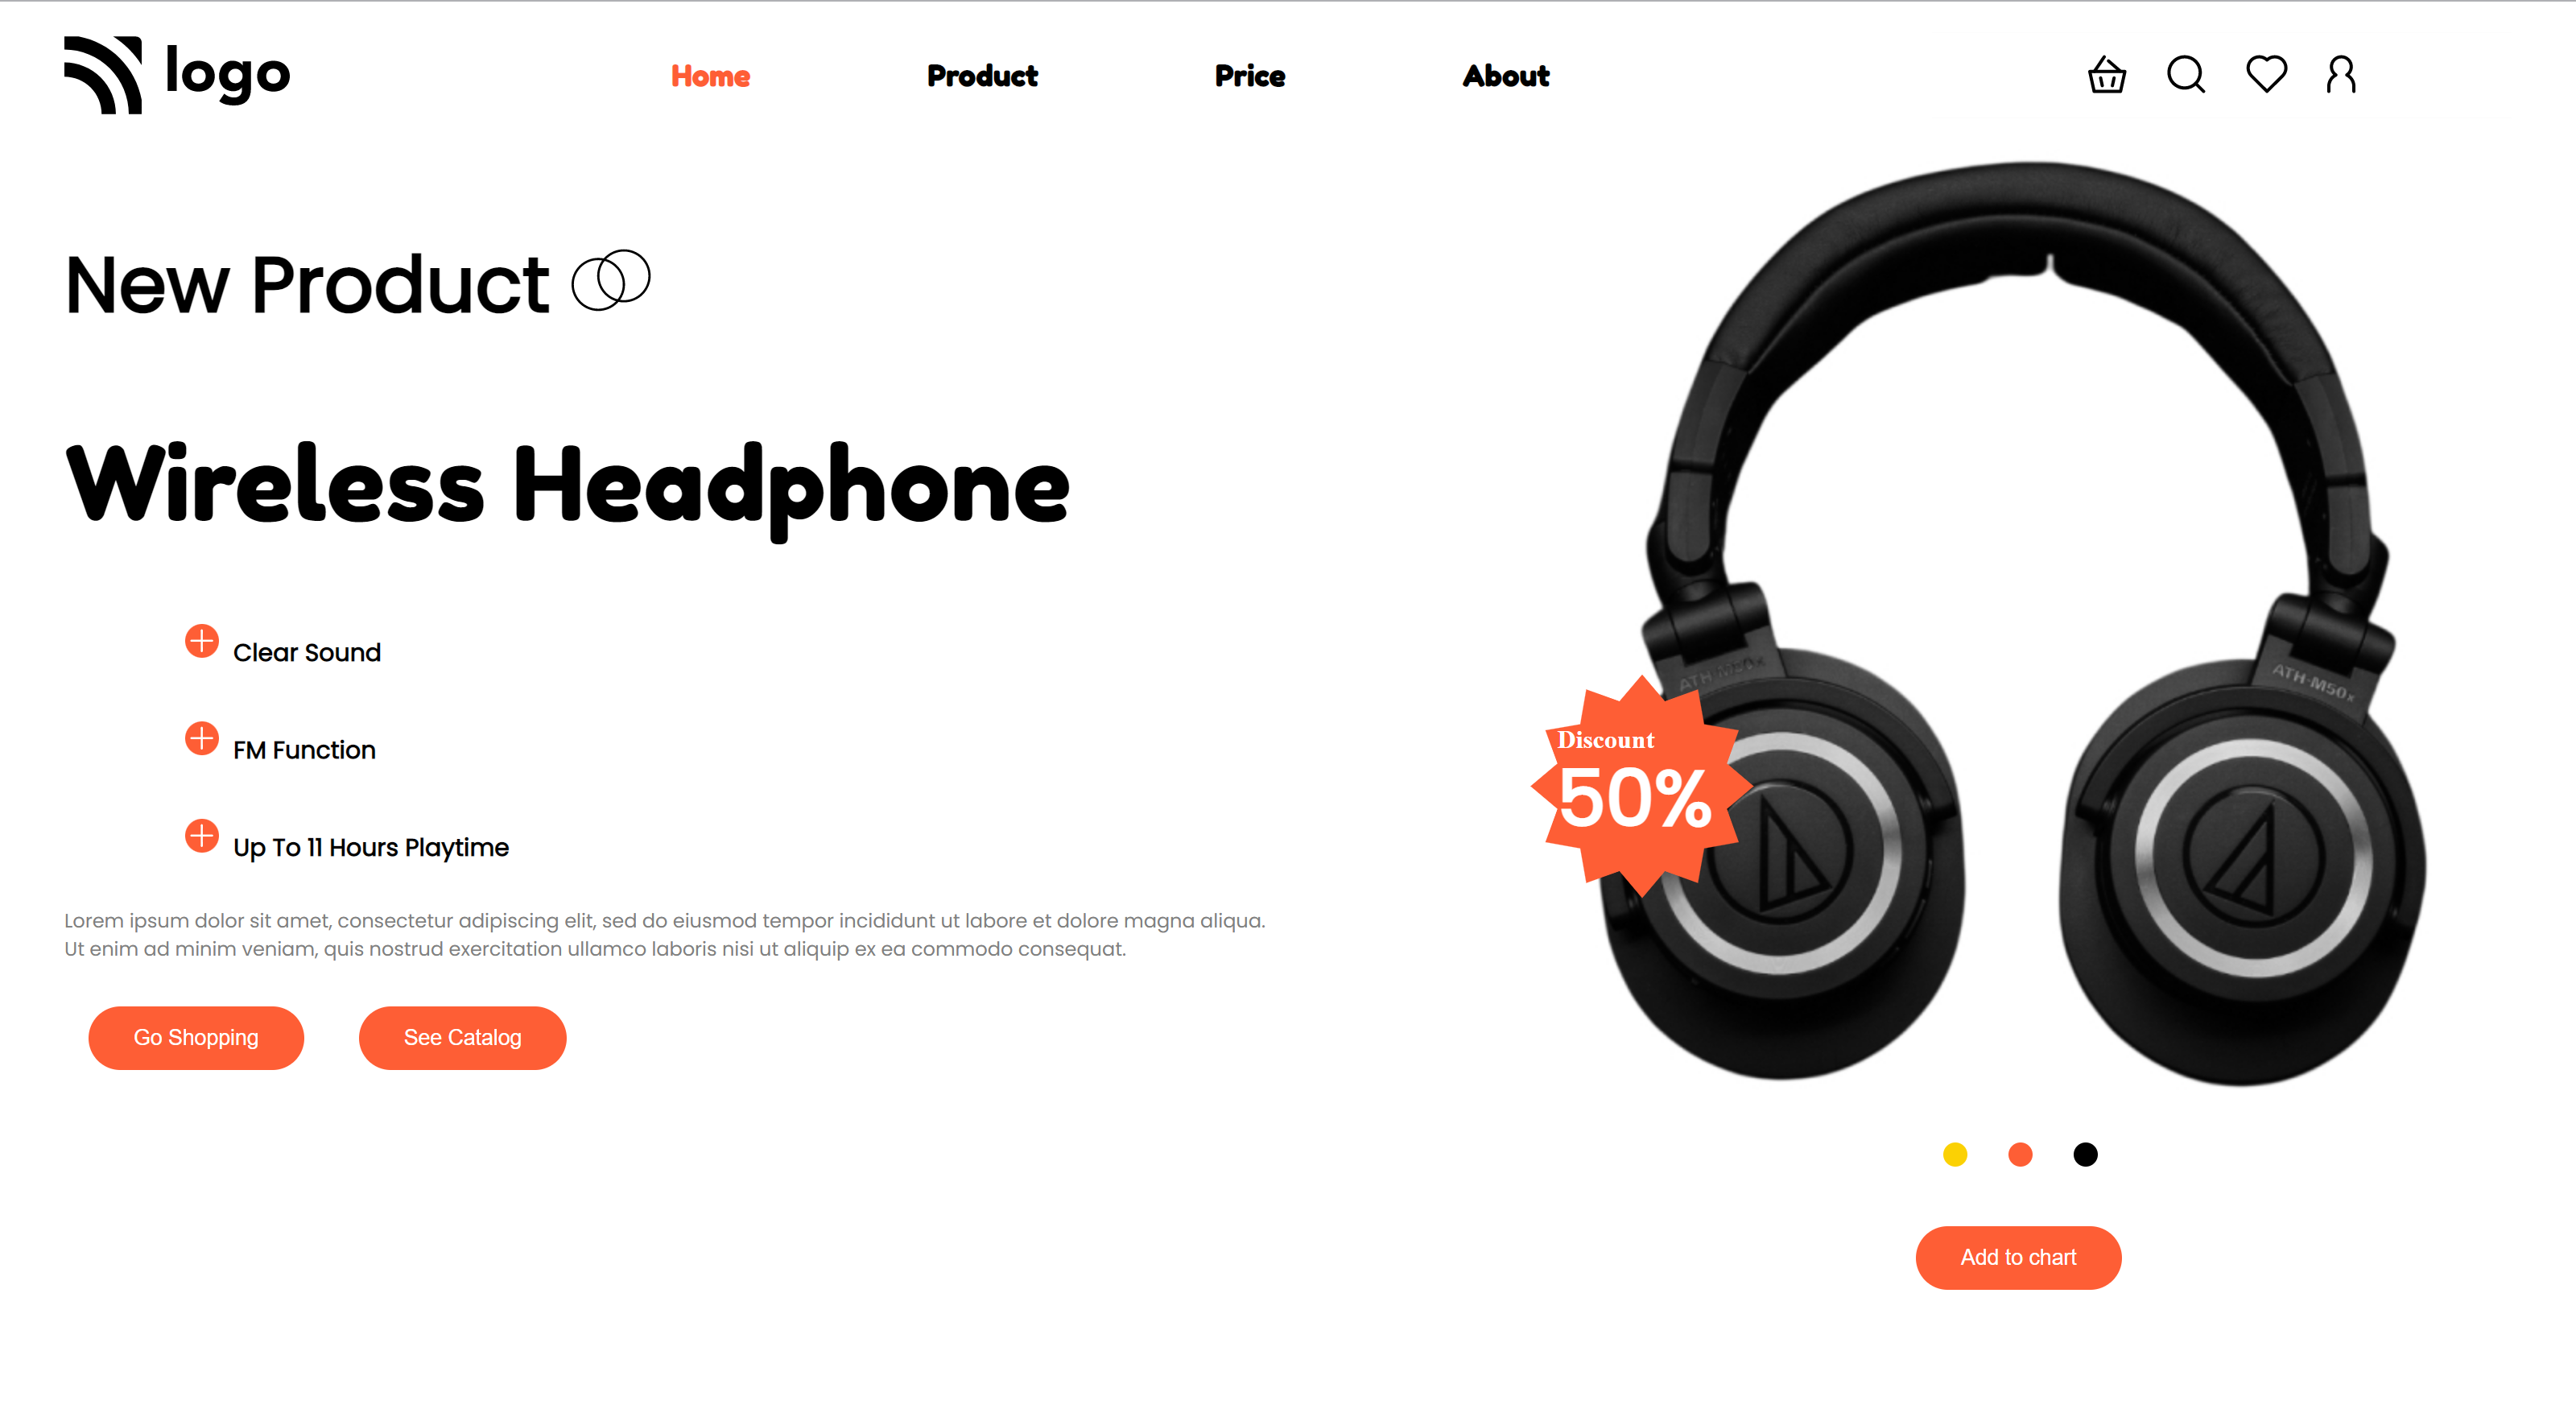 logo
Home Product Price About
New Product
Wireless Headphone
Clear Sound
FM Function
Up To 11 Hours Playtime
Lorem ipsum dolor sit amet, consectetur adipiscing elit, sed do eiusmod tempor incididunt ut labore et dolore magna aliqua.
Ut enim ad minim veniam, quis nostrud exercitation ullamco laboris nisi ut aliquip ex ea commodo consequat.
Go Shopping See Catalog
ATH-M50x
ATH-M50x
Discount
50%
Add to chart